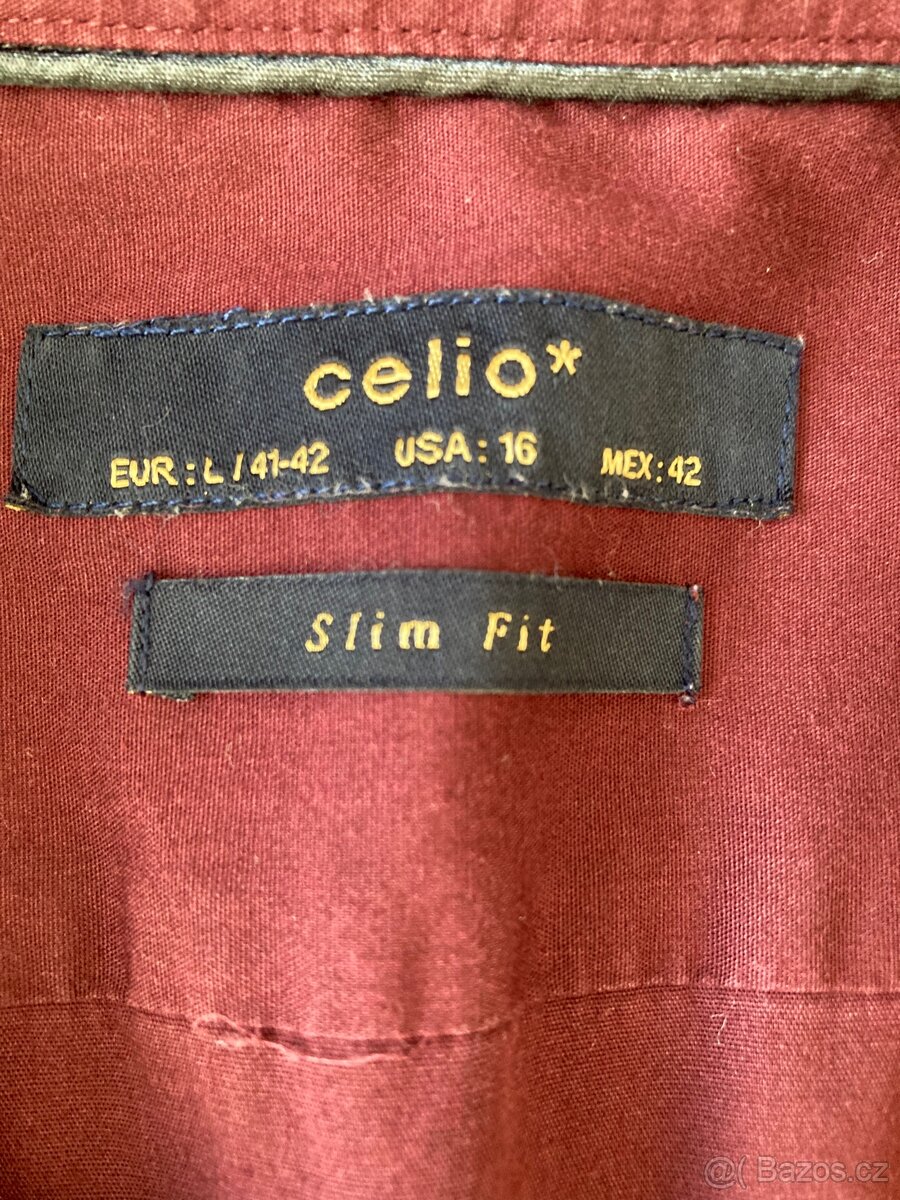 celio*
EUR : L / 41-42 USA : 16 MEX : 42
Slim Fit
@( Bazos.cz